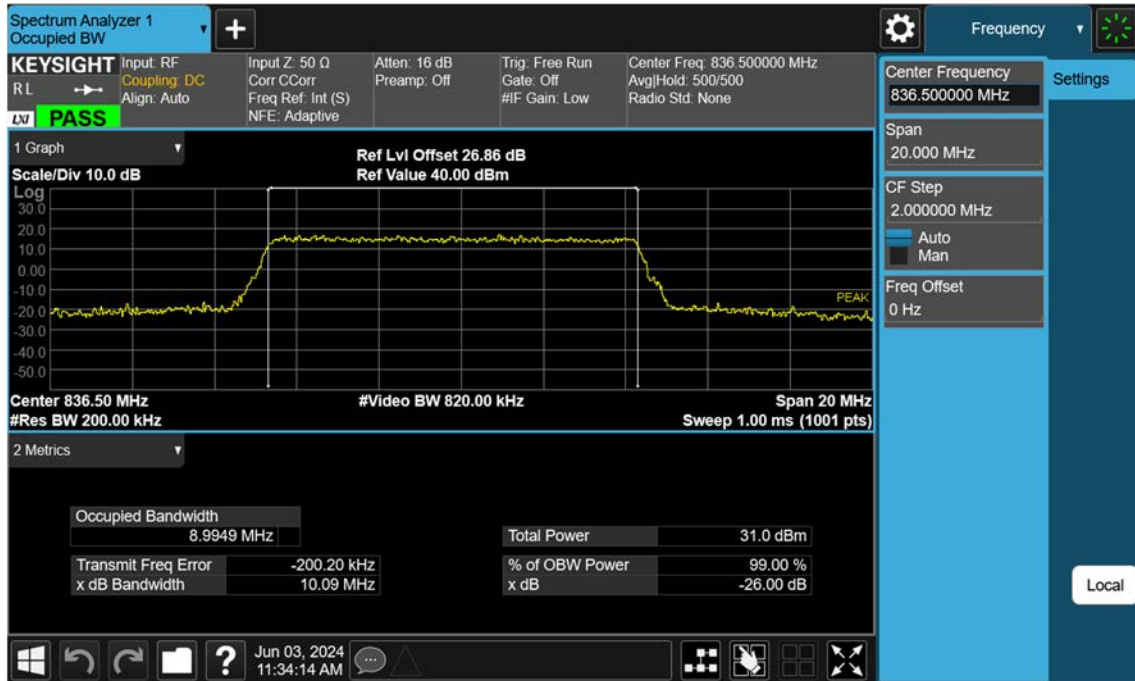 Spectrum Analyzer 1
Occupied BW
+
Frequency
KEYSIGHT
RL
LXI PASS
Input: RF
Coupling: DC
Align: Auto
Input Z: 50 Ω
Corr CCorr
Freq Ref: Int (S)
NFE: Adaptive
Atten: 16 dB
Preamp: Off
Trig: Free Run
Gate: Off
#IF Gain: Low
Center Freq: 836.500000 MHz
Avg|Hold: 500/500
Radio Std: None
1 Graph
Scale/Div 10.0 dB
Ref Lvl Offset 26.86 dB
Ref Value 40.00 dBm
Log
30.0
20.0
10.0
0.00
-10.0
-20.0
-30.0
-40.0
-50.0
PEAK
Center 836.50 MHz
#Video BW 820.00 kHz
Span 20 MHz
#Res BW 200.00 kHz
Sweep 1.00 ms (1001 pts)
2 Metrics
Occupied Bandwidth
8.9949 MHz
Total Power 31.0 dBm
Transmit Freq Error -200.20 kHz
% of OBW Power 99.00 %
x dB Bandwidth 10.09 MHz
x dB -26.00 dB
Center Frequency
836.500000 MHz
Settings
Span
20.000 MHz
CF Step
2.000000 MHz
Auto
Man
Freq Offset
0 Hz
Local
?
Jun 03, 2024
11:34:14 AM